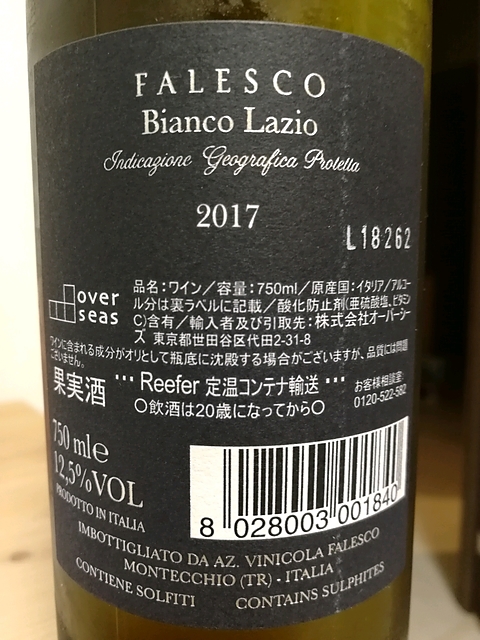 FALESCO
Bianco Lazio
Indicazione Geografica Protetta
2017
L18262
over
seas
品名:ワイン/容量:750ml/原産国:イタリア/アルコー
ル分は裏ラベルに記載/酸化防止剤(亜硫酸塩、ビタミン
C)含有/輸入者及び引取先:株式会社オーバーシー
ズ 東京都世田谷区代田2-31-8
ワインに含まれる成分がオリとして瓶底に沈殿する場合がございますが、品質には問題
ございません。
果実酒
··· Reefer 定温コンテナ輸送 ···
○飲酒は20歳になってから○
お客様相談室:
0120-522-582
750 ml℮
12,5%VOL
PRODOTTO IN ITALIA
8 028003 001840
IMBOTTIGLIATO DA AZ. VINICOLA FALESCO
MONTECCHIO (TR) - ITALIA
CONTIENE SOLFITI CONTAINS SULPHITES